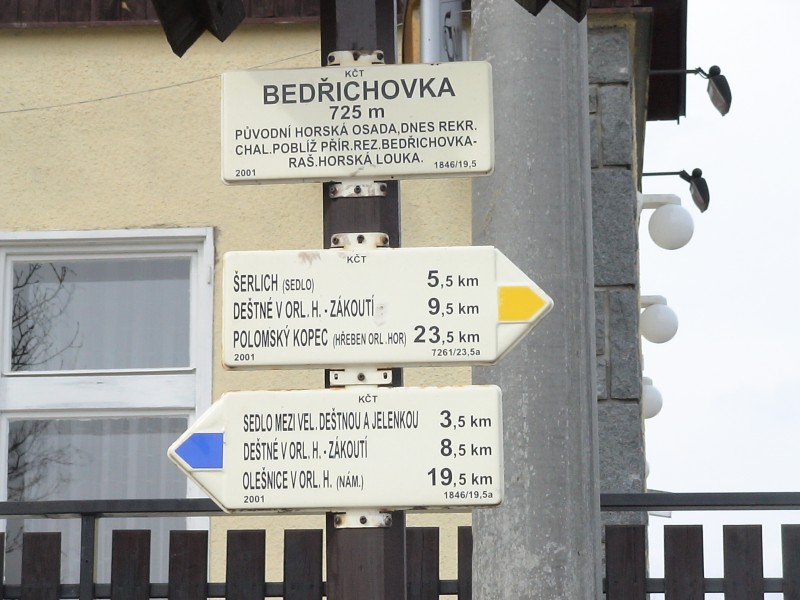 KČT
BEDŘICHOVKA
725 m
PŮVODNÍ HORSKÁ OSADA,DNES REKR.
CHAL.POBLÍŽ PŘÍR.REZ.BEDŘICHOVKA-
RAŠ.HORSKÁ LOUKA.
2001 1846/19,5
KČT
ŠERLICH (SEDLO) 5,5 km
DEŠTNÉ V ORL. H. - ZÁKOUTÍ 9,5 km
POLOMSKÝ KOPEC (HŘEBEN ORL.HOR) 23,5 km
2001 7261/23,5a
KČT
SEDLO MEZI VEL. DEŠTNOU A JELENKOU 3,5 km
DEŠTNÉ V ORL. H. - ZÁKOUTÍ 8,5 km
OLEŠNICE V ORL. H. (NÁM.) 19,5 km
2001 1846/19,5a